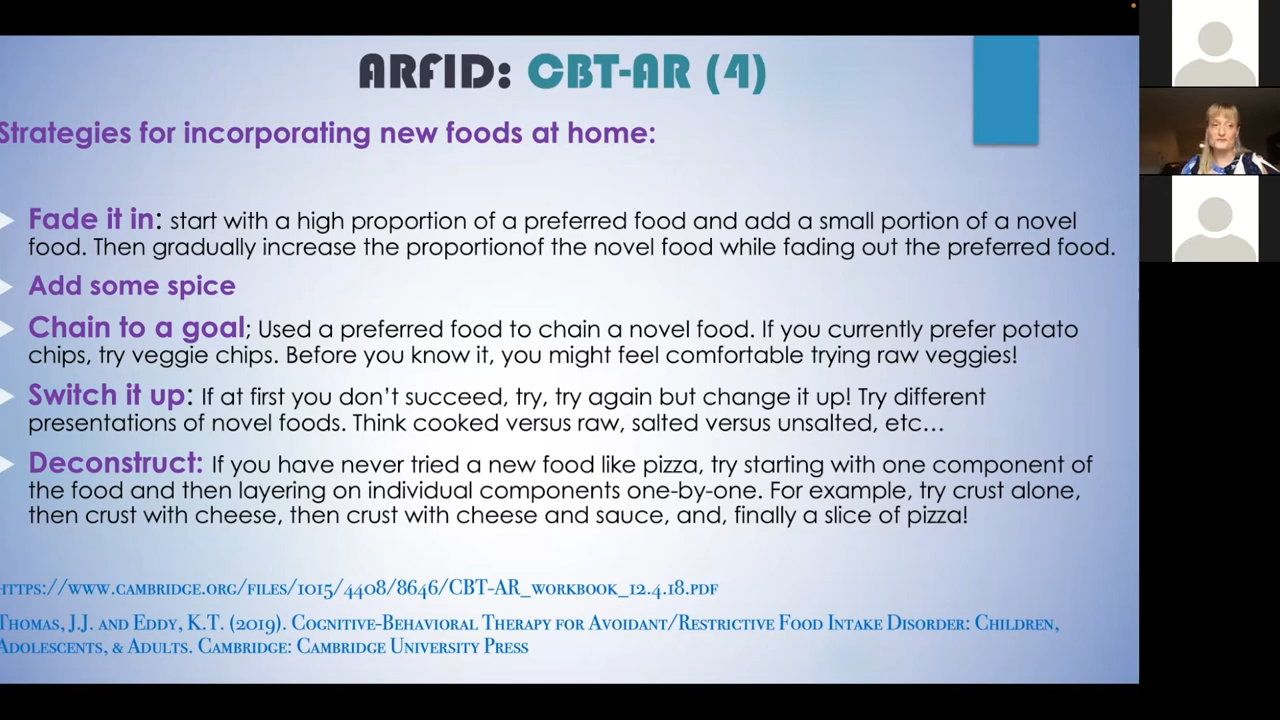 ARFID: CBT-AR (4)
Strategies for incorporating new foods at home:
Fade it in: start with a high proportion of a preferred food and add a small portion of a novel
food. Then gradually increase the proportionof the novel food while fading out the preferred food.
Add some spice
Chain to a goal; Used a preferred food to chain a novel food. If you currently prefer potato
chips, try veggie chips. Before you know it, you might feel comfortable trying raw veggies!
Switch it up: If at first you don't succeed, try, try again but change it up! Try different
presentations of novel foods. Think cooked versus raw, salted versus unsalted, etc…
Deconstruct: If you have never tried a new food like pizza, try starting with one component of
the food and then layering on individual components one-by-one. For example, try crust alone,
then crust with cheese, then crust with cheese and sauce, and, finally a slice of pizza!
https://www.cambridge.org/files/1015/4408/8646/CBT-AR_workbook_12.4.18.pdf
Thomas, J.J. and Eddy, K.T. (2019). Cognitive-Behavioral Therapy for Avoidant/Restrictive Food Intake Disorder: Children,
Adolescents, & Adults. Cambridge: Cambridge University Press